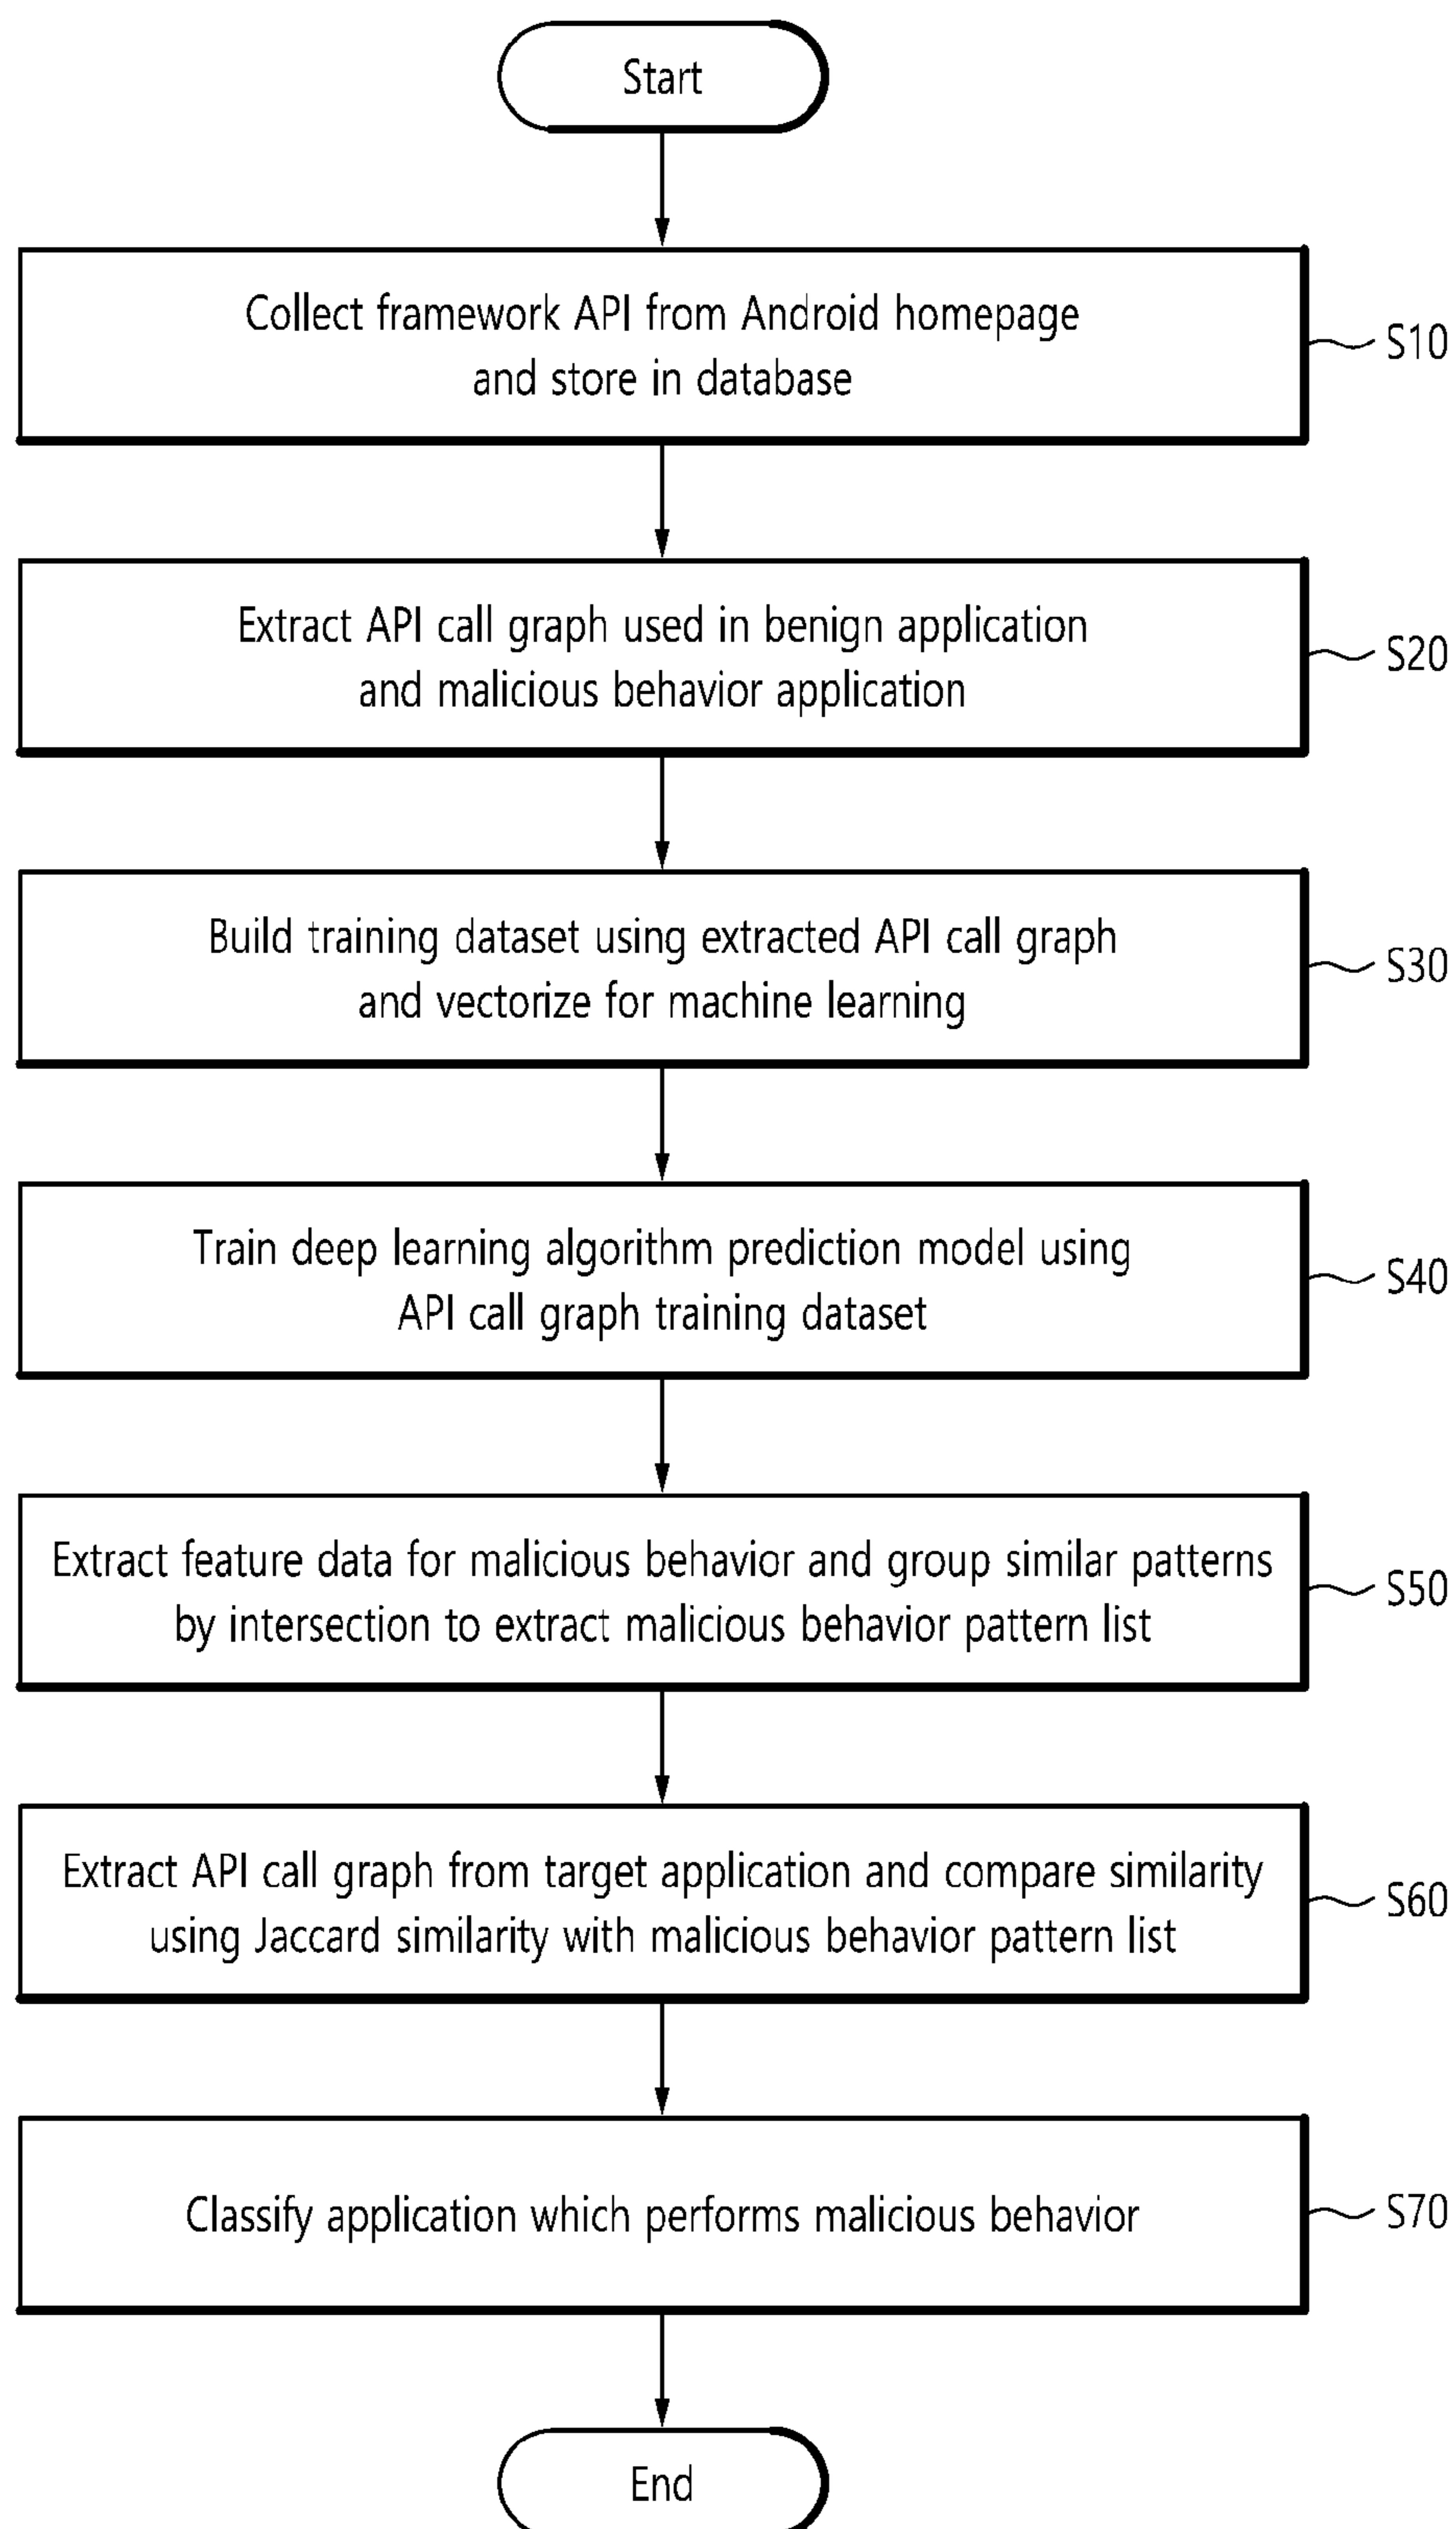 Start
Collect framework API from Android homepage
and store in database
S10
Extract API call graph used in benign application
and malicious behavior application
S20
Build training dataset using extracted API call graph
and vectorize for machine learning
S30
Train deep learning algorithm prediction model using
API call graph training dataset
S40
Extract feature data for malicious behavior and group similar patterns
by intersection to extract malicious behavior pattern list
S50
Extract API call graph from target application and compare similarity
using Jaccard similarity with malicious behavior pattern list
S60
Classify application which performs malicious behavior
S70
End